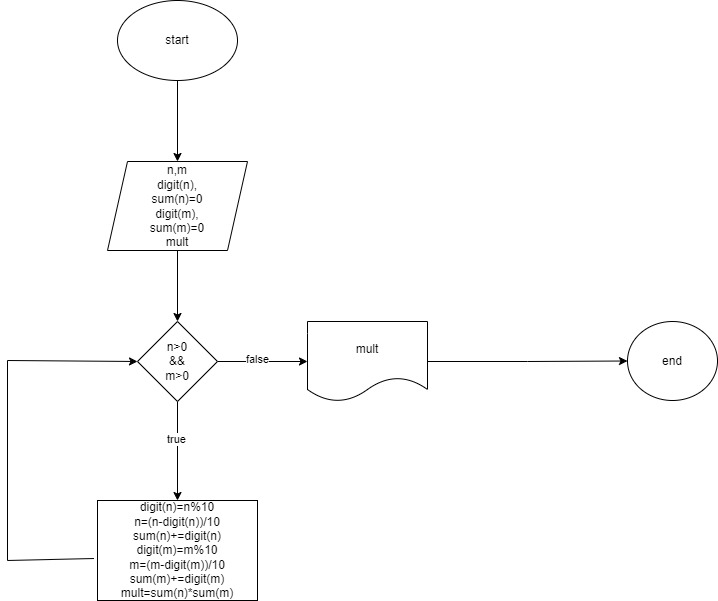 start
n,m
digit(n),
sum(n)=0
digit(m),
sum(m)=0
mult
n>0
&&
m>0
false
mult
end
true
digit(n)=n%10
n=(n-digit(n))/10
sum(n)+=digit(n)
digit(m)=m%10
m=(m-digit(m))/10
sum(m)+=digit(m)
mult=sum(n)*sum(m)